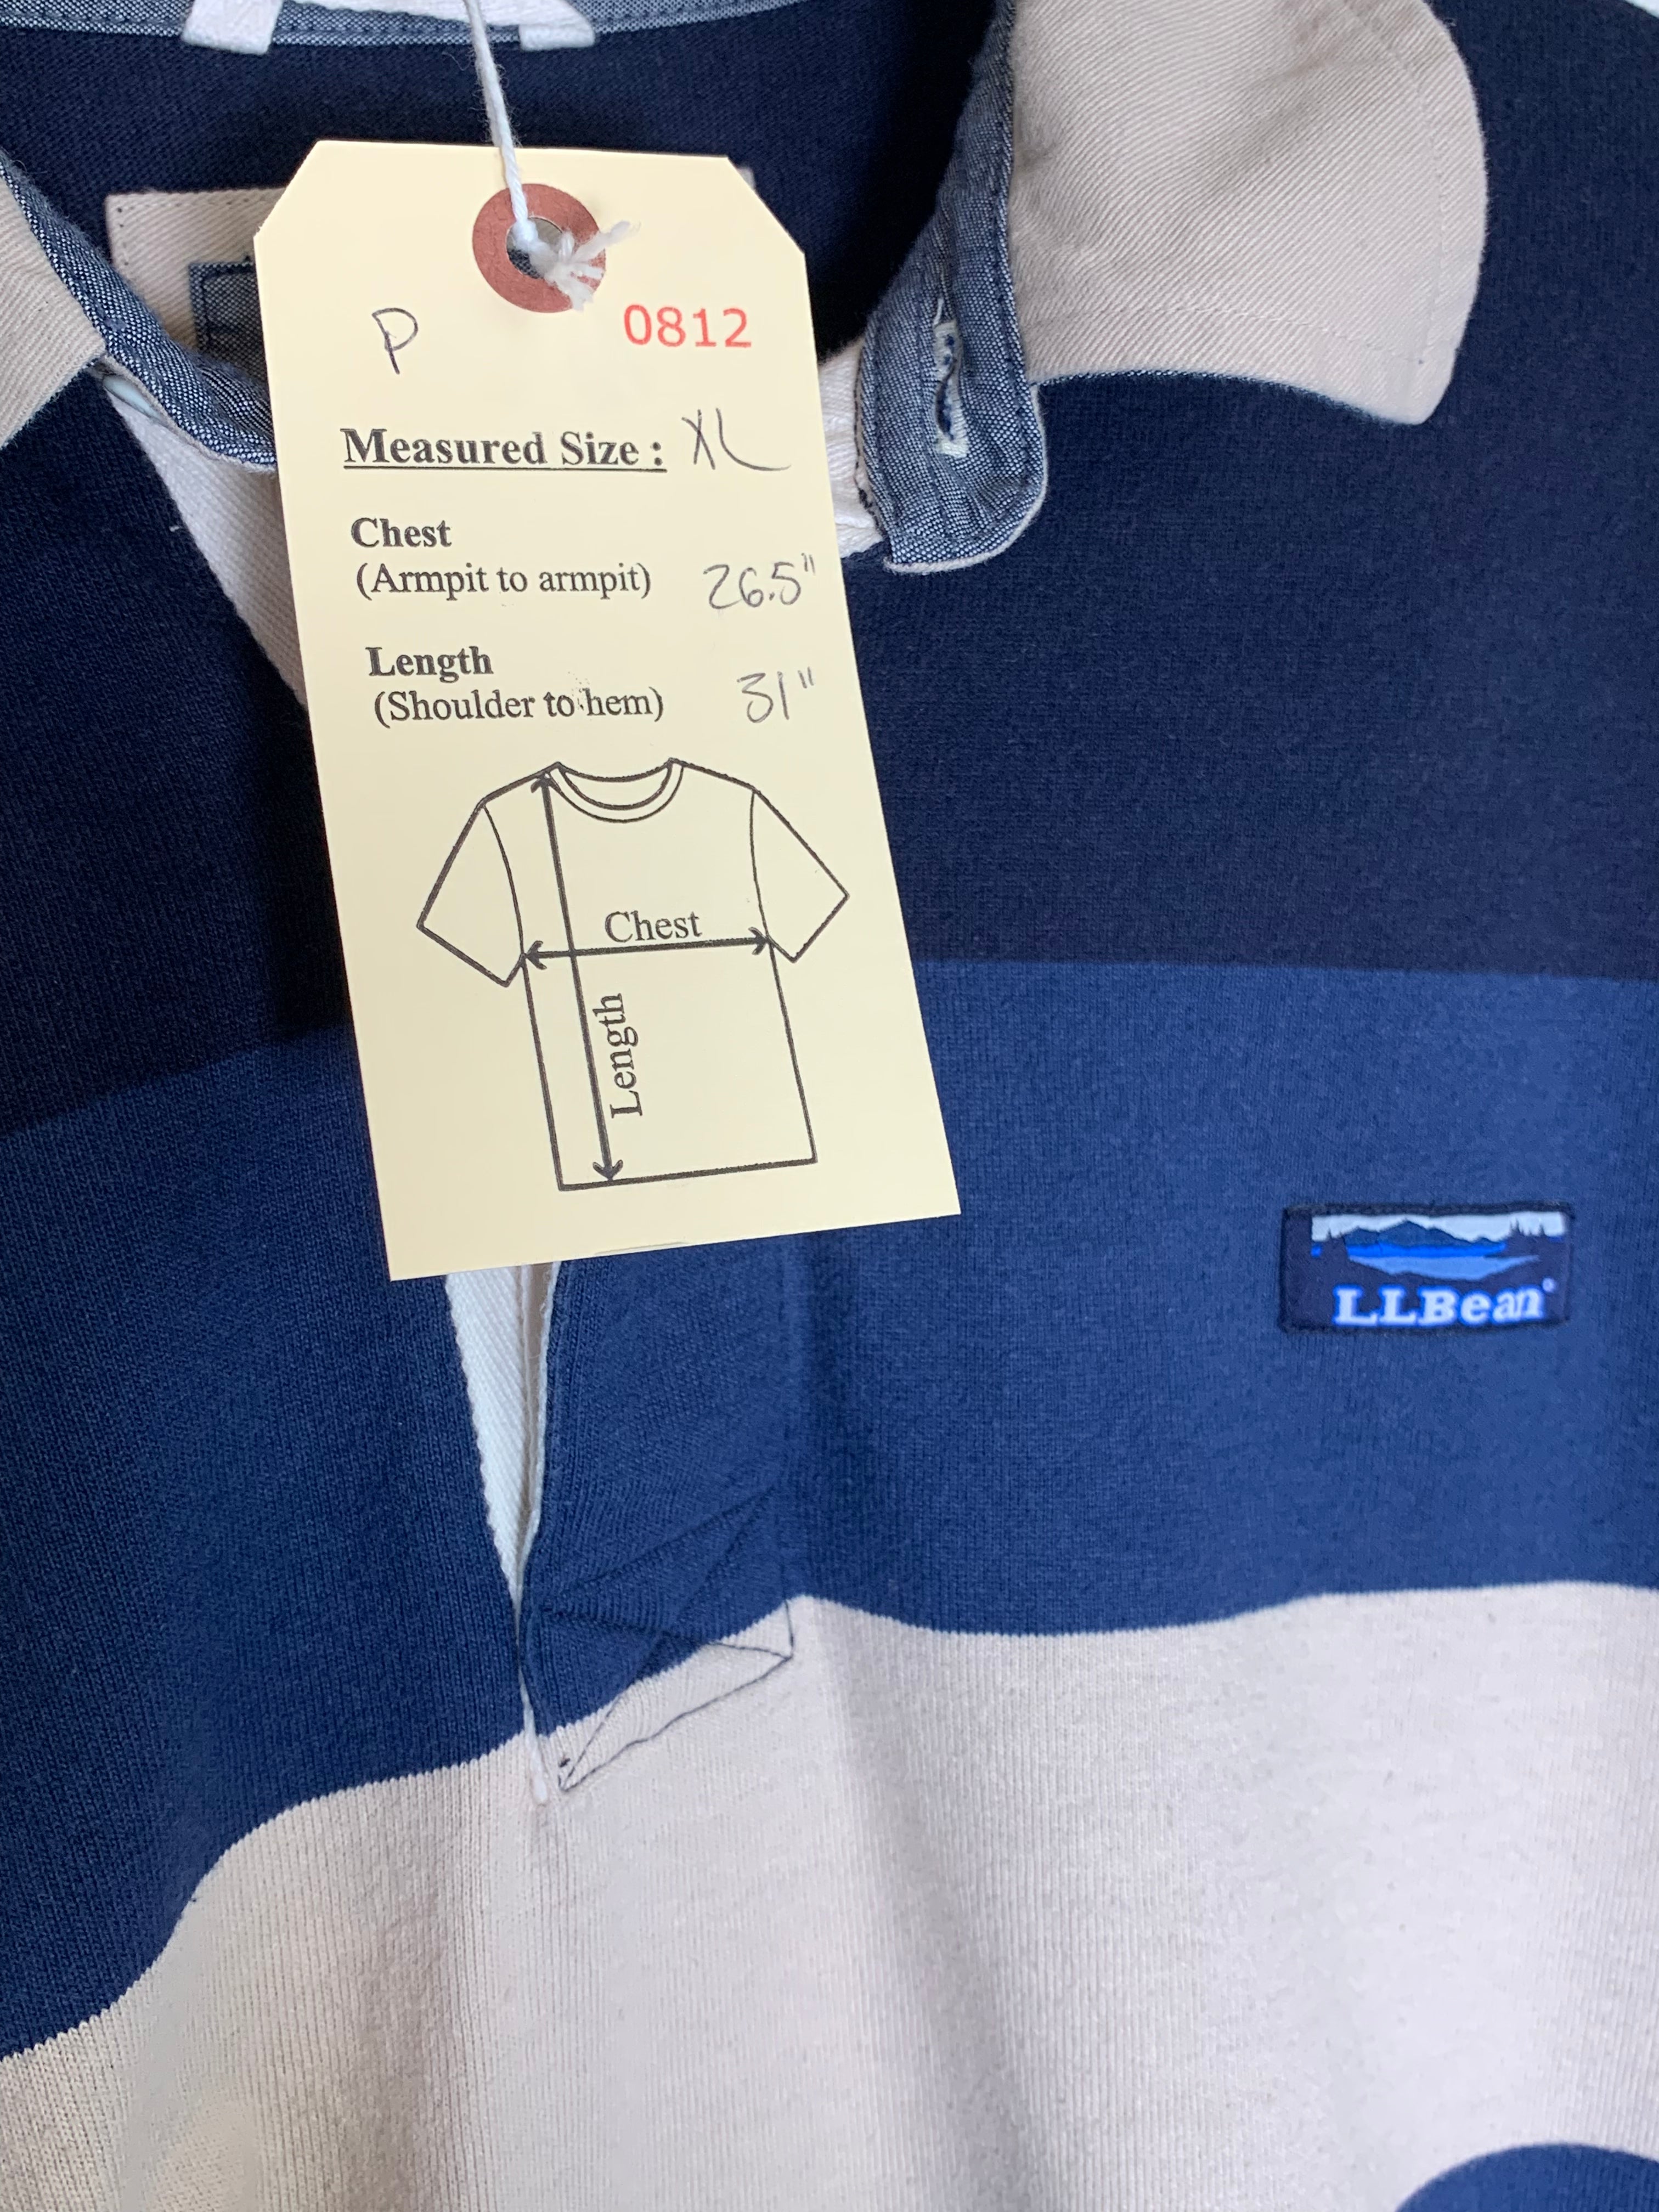 P 0812
Measured Size : XL
Chest
(Armpit to armpit) 26.5"
Length
(Shoulder to hem) 31"
Chest
Length
LLBean®